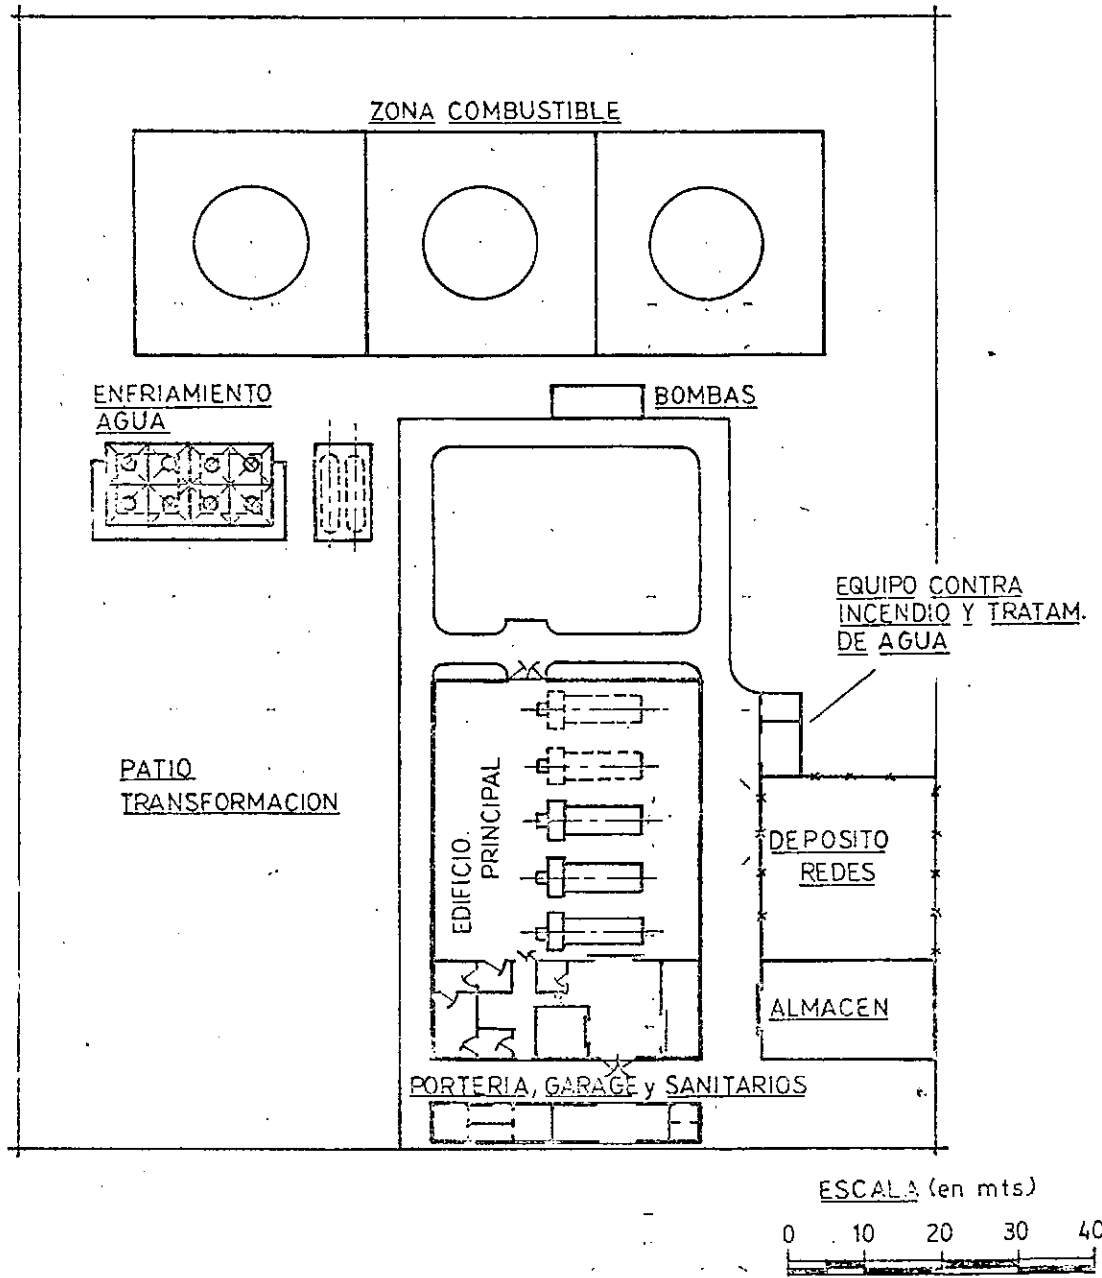 ZONA COMBUSTIBLE
ENFRIAMIENTO
AGUA
BOMBAS
EQUIPO CONTRA
INCENDIO Y TRATAM.
DE AGUA
PATIO
TRANSFORMACION
EDIFICIO.
PRINCIPAL
DEPOSITO
REDES
ALMACEN
PORTERIA, GARAGE y SANITARIOS
ESCALA (en mts.)
0 10 20 30 40